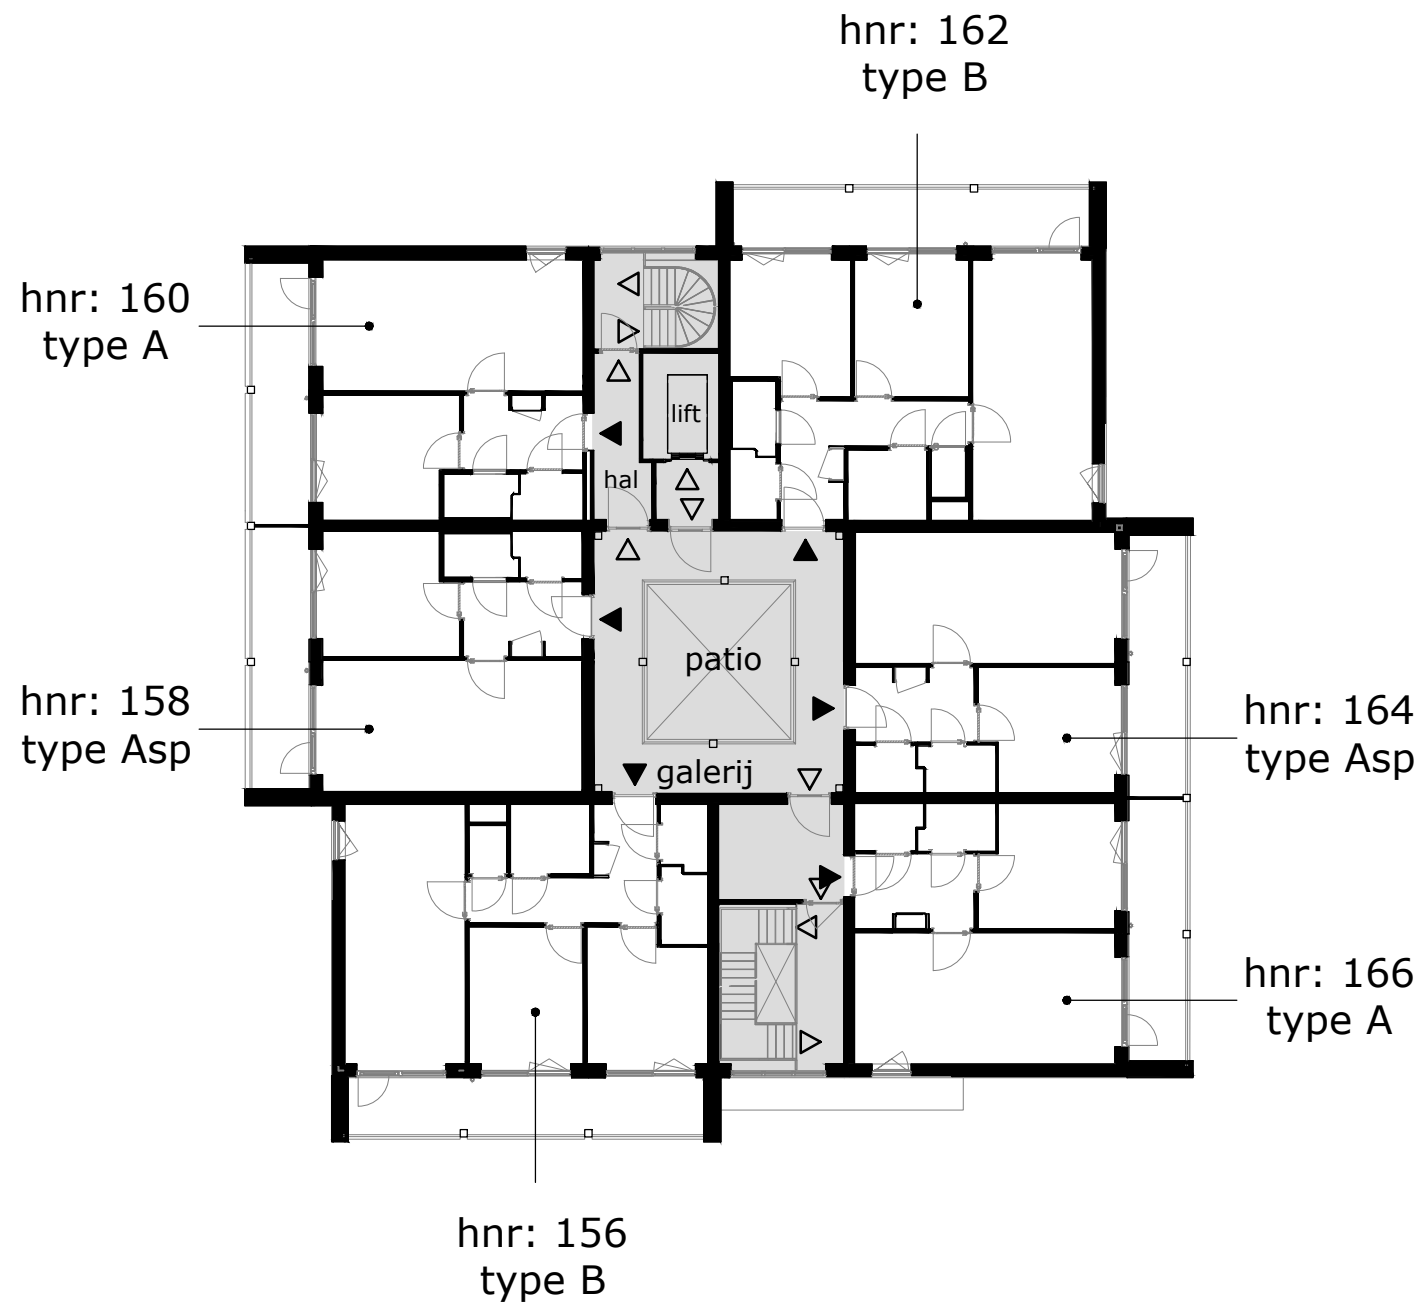 hnr: 162
type B
hnr: 160
type A
lift
hal
patio
hnr: 158
type Asp
hnr: 164
type Asp
galerij
hnr: 166
type A
hnr: 156
type B